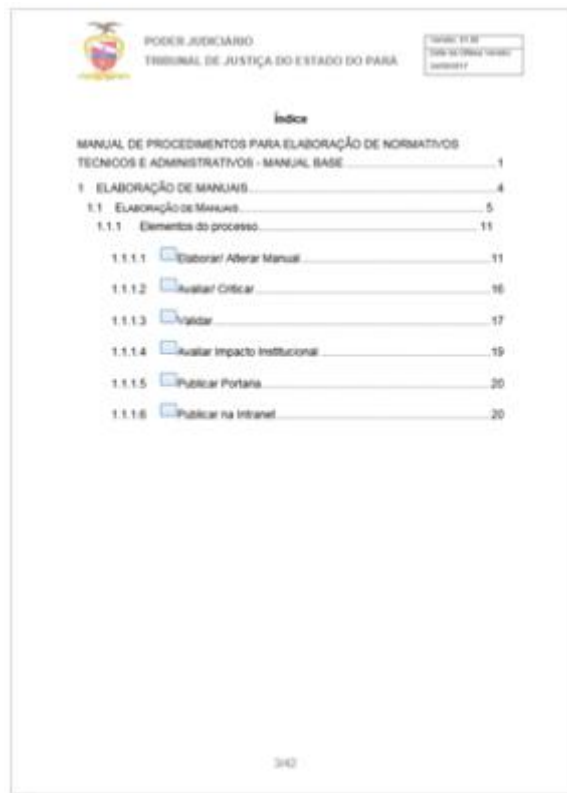 PODER JUDICIÁRIO
TRIBUNAL DE JUSTIÇA DO ESTADO DO PARÁ
Índice
MANUAL DE PROCEDIMENTOS PARA ELABORAÇÃO DE NORMATIVOS
TECNICOS E ADMINISTRATIVOS - MANUAL BASE 1
1 ELABORAÇÃO DE MANUAIS 4
1.1 ELABORAÇÃO DE MANUAIS 5
1.1.1 Elementos do processo 11
1.1.1.1 Elaborar/ Alterar Manual 11
1.1.1.2 Avaliar/ Criticar 16
1.1.1.3 Validar 17
1.1.1.4 Avaliar Impacto Institucional 19
1.1.1.5 Publicar Portaria 20
1.1.1.6 Publicar na Intranet 20
3/42